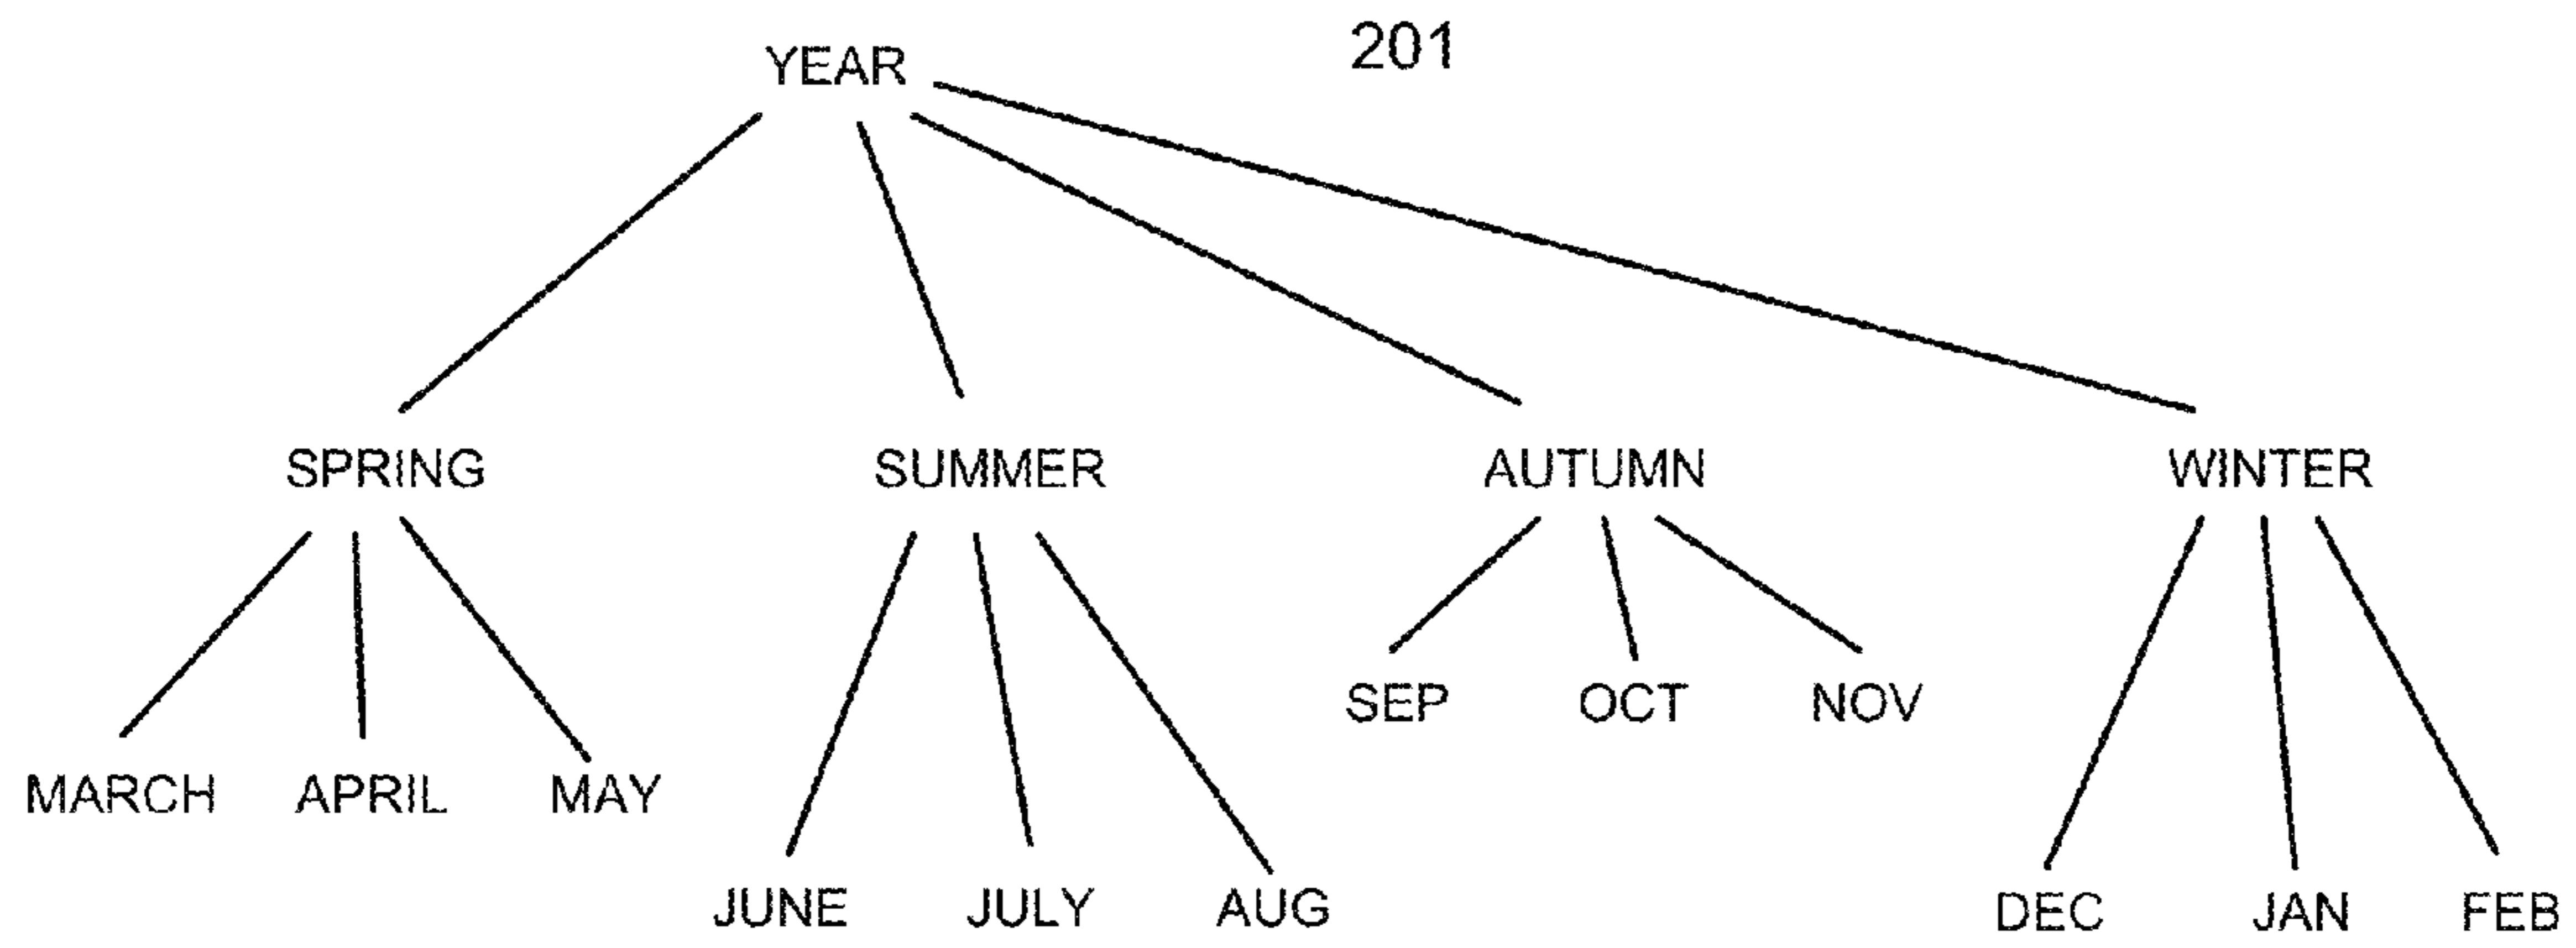 YEAR 201
SPRING SUMMER AUTUMN WINTER
SEP OCT NOV
MARCH APRIL MAY
JUNE JULY AUG DEC JAN FEB